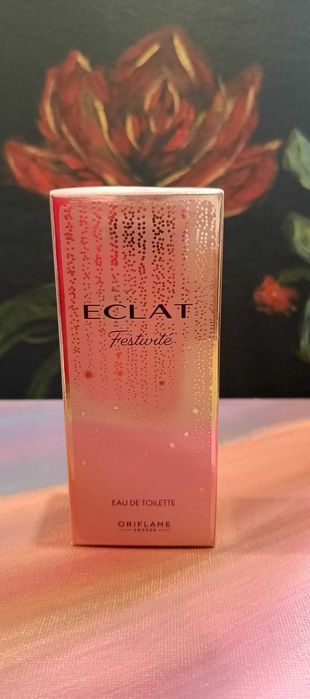 ECLAT
Festivité
EAU DE TOILETTE
ORIFLAME
SWEDEN